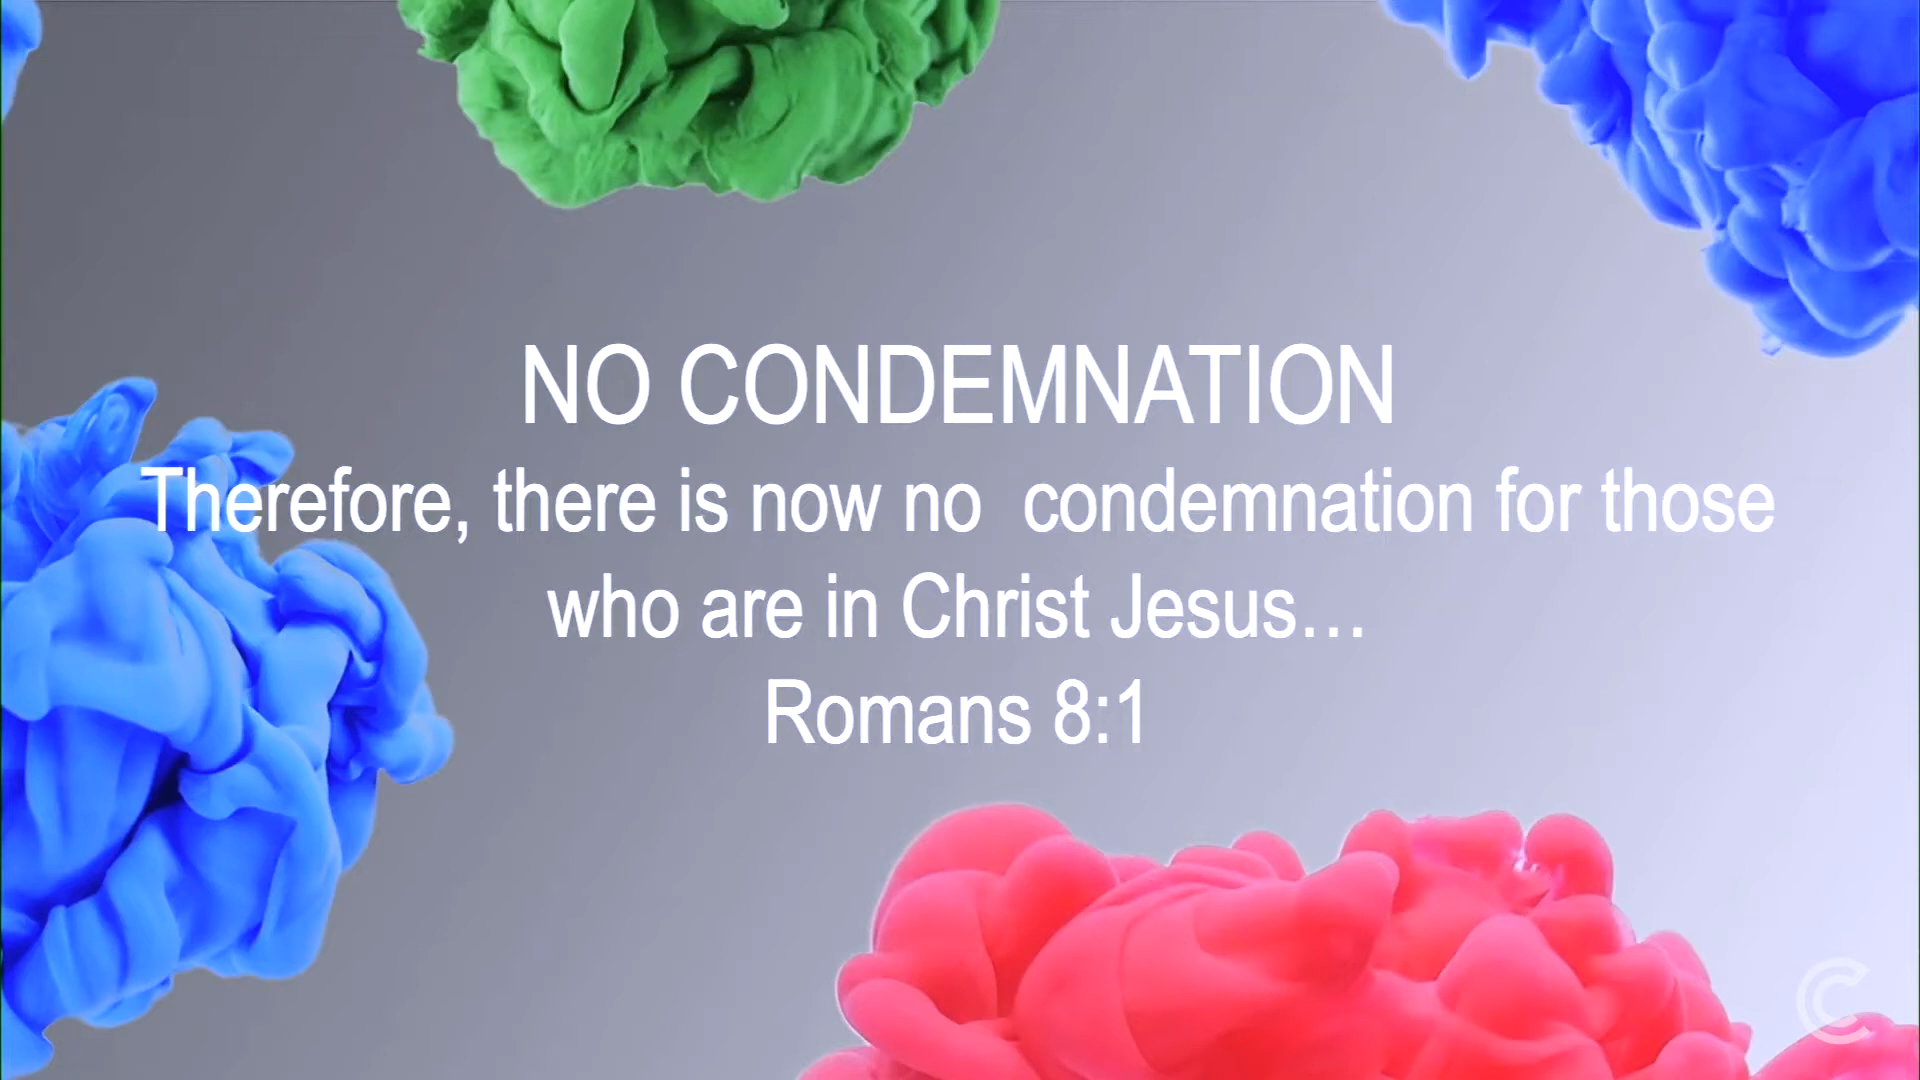 NO CONDEMNATION
Therefore, there is now no  condemnation for those
who are in Christ Jesus…
Romans 8:1